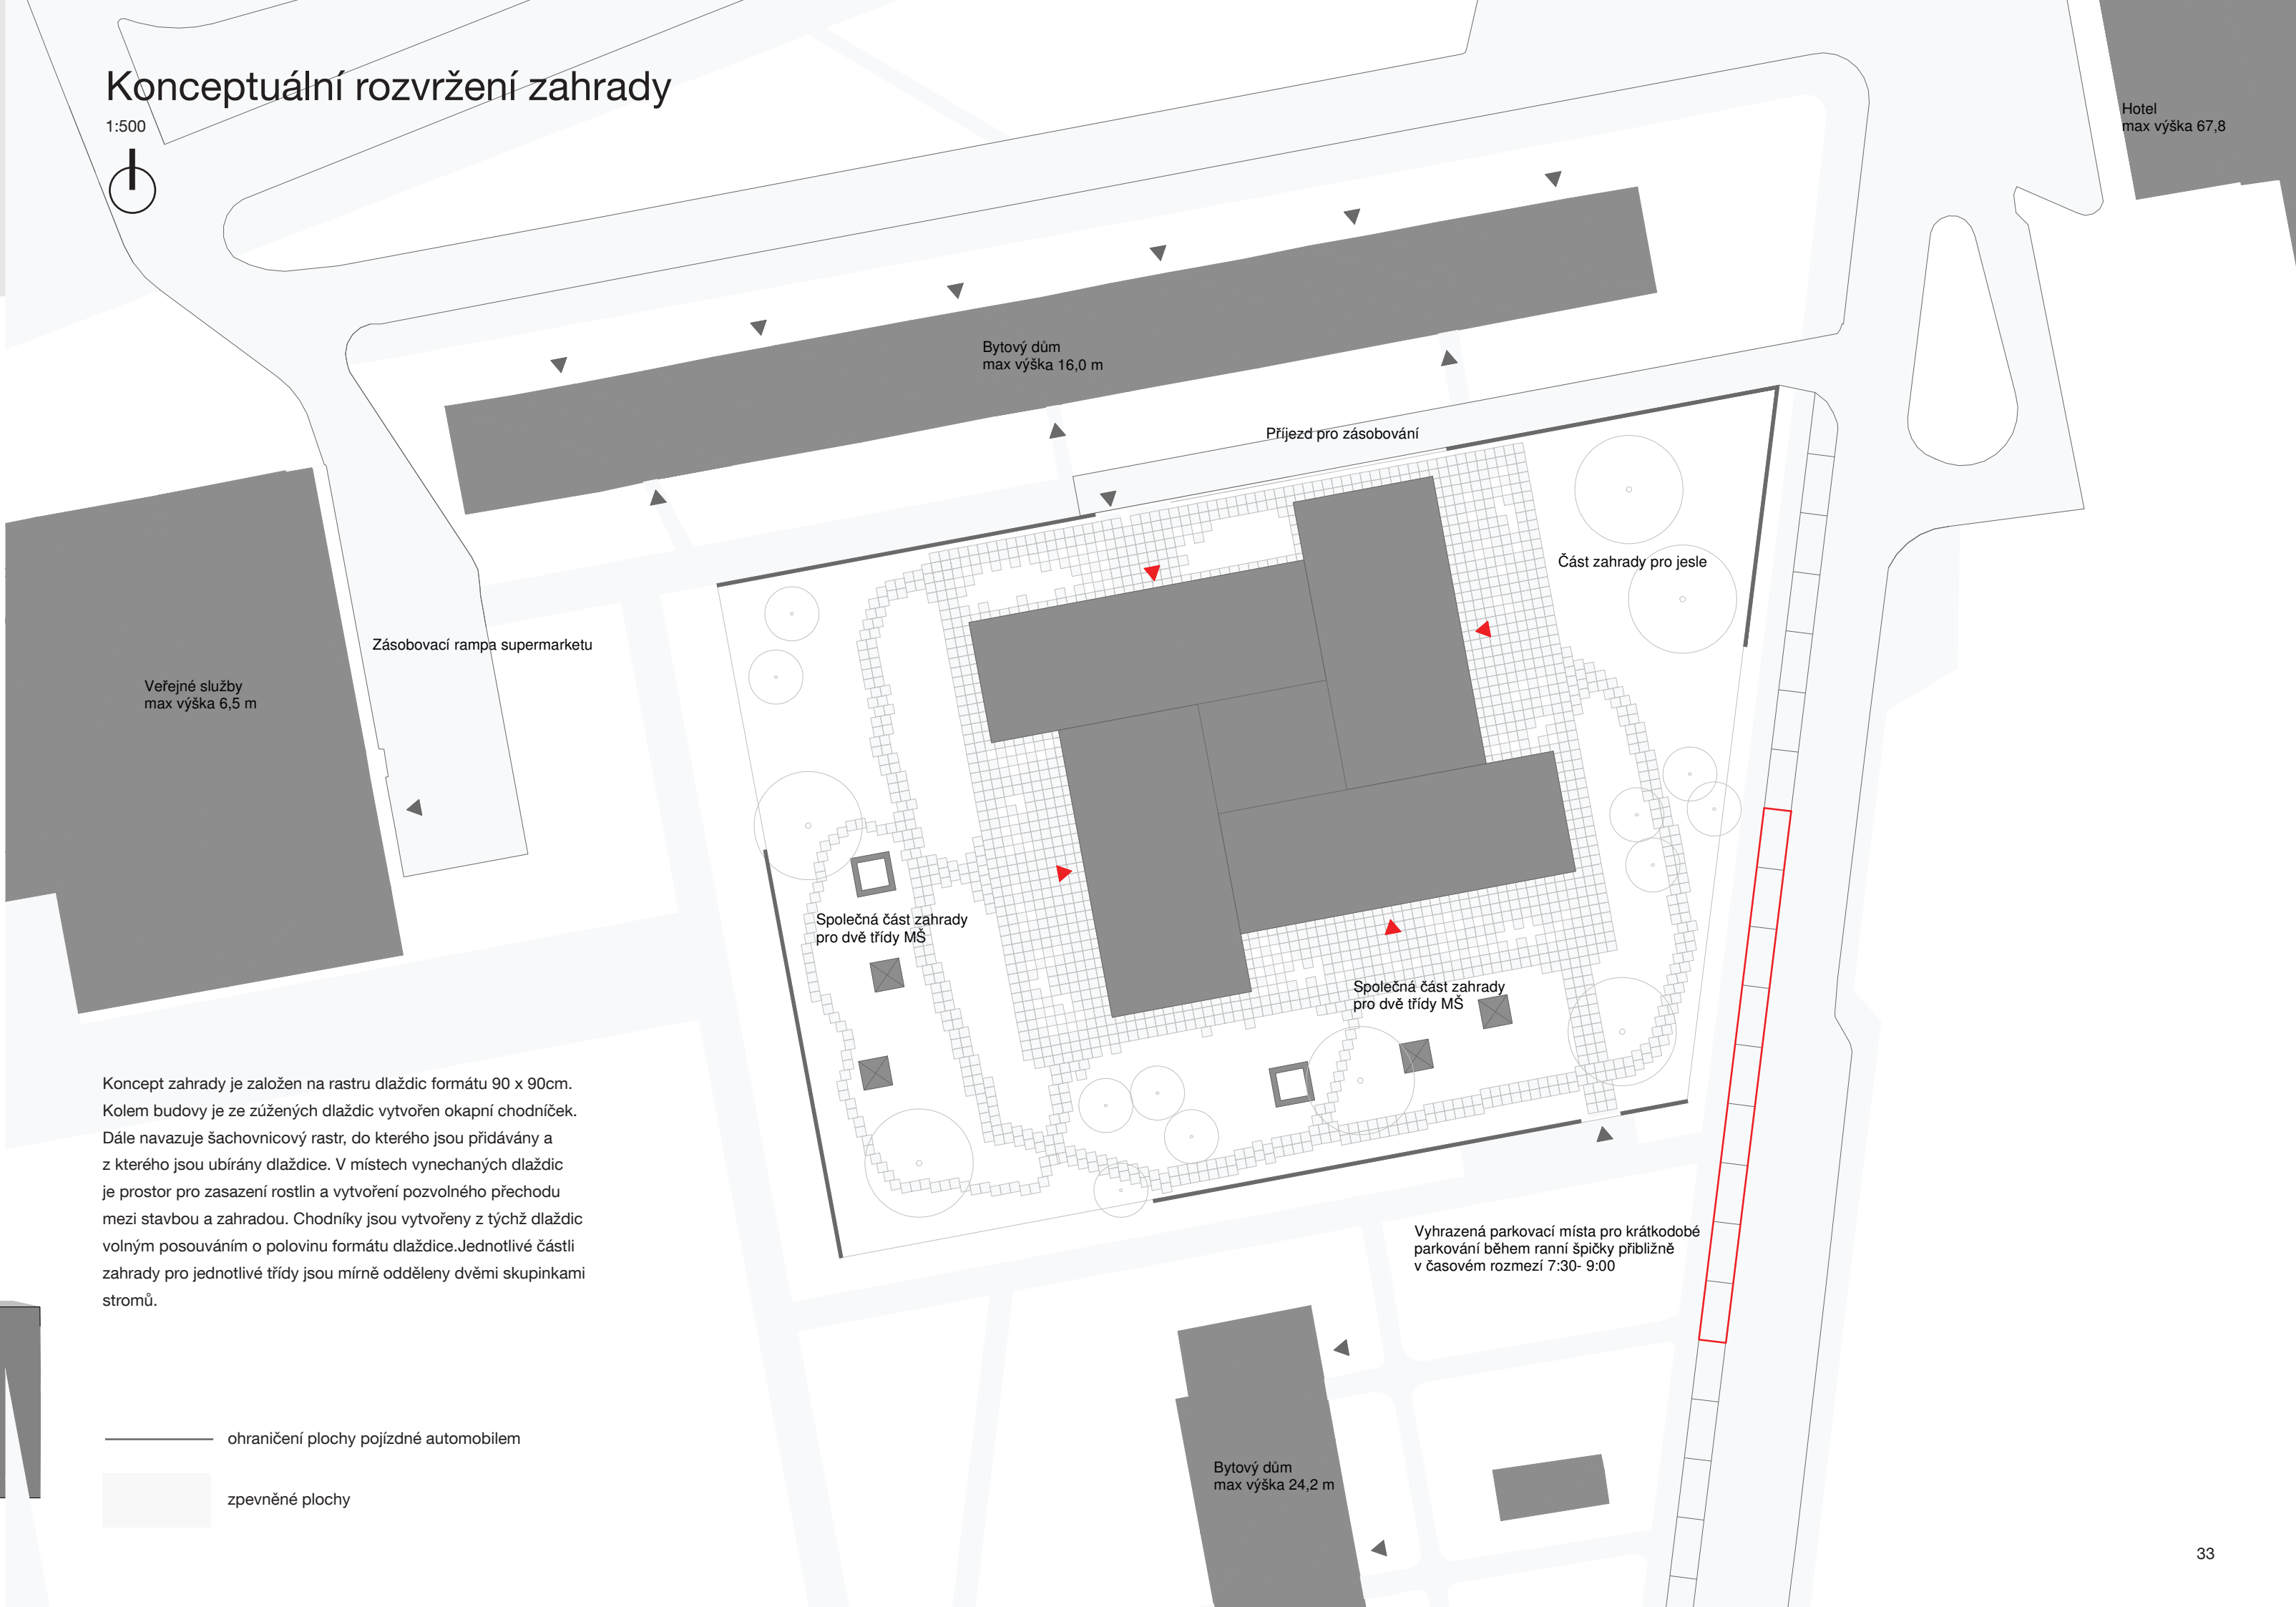 Konceptuální rozvržení zahrady
1:500
Hotel
max výška 67,8
Bytový dům
max výška 16,0 m
Příjezd pro zásobování
Část zahrady pro jesle
Zásobovací rampa supermarketu
Veřejné služby
max výška 6,5 m
Společná část zahrady
pro dvě třídy MŠ
Společná část zahrady
pro dvě třídy MŠ
Koncept zahrady je založen na rastru dlaždic formátu 90 x 90cm.
Kolem budovy je ze zúžených dlaždic vytvořen okapní chodníček.
Dále navazuje šachovnicový rastr, do kterého jsou přidávány a
z kterého jsou ubírány dlaždice. V místech vynechaných dlaždic
je prostor pro zasazení rostlin a vytvoření pozvolného přechodu
mezi stavbou a zahradou. Chodníky jsou vytvořeny z týchž dlaždic
volným posouváním o polovinu formátu dlaždice.Jednotlivé částli
zahrady pro jednotlivé třídy jsou mírně odděleny dvěmi skupinkami
stromů.
Vyhrazená parkovací místa pro krátkodobé
parkování během ranní špičky přibližně
v časovém rozmezí 7:30- 9:00
ohraničení plochy pojízdné automobilem
Bytový dům
max výška 24,2 m
zpevněné plochy
33